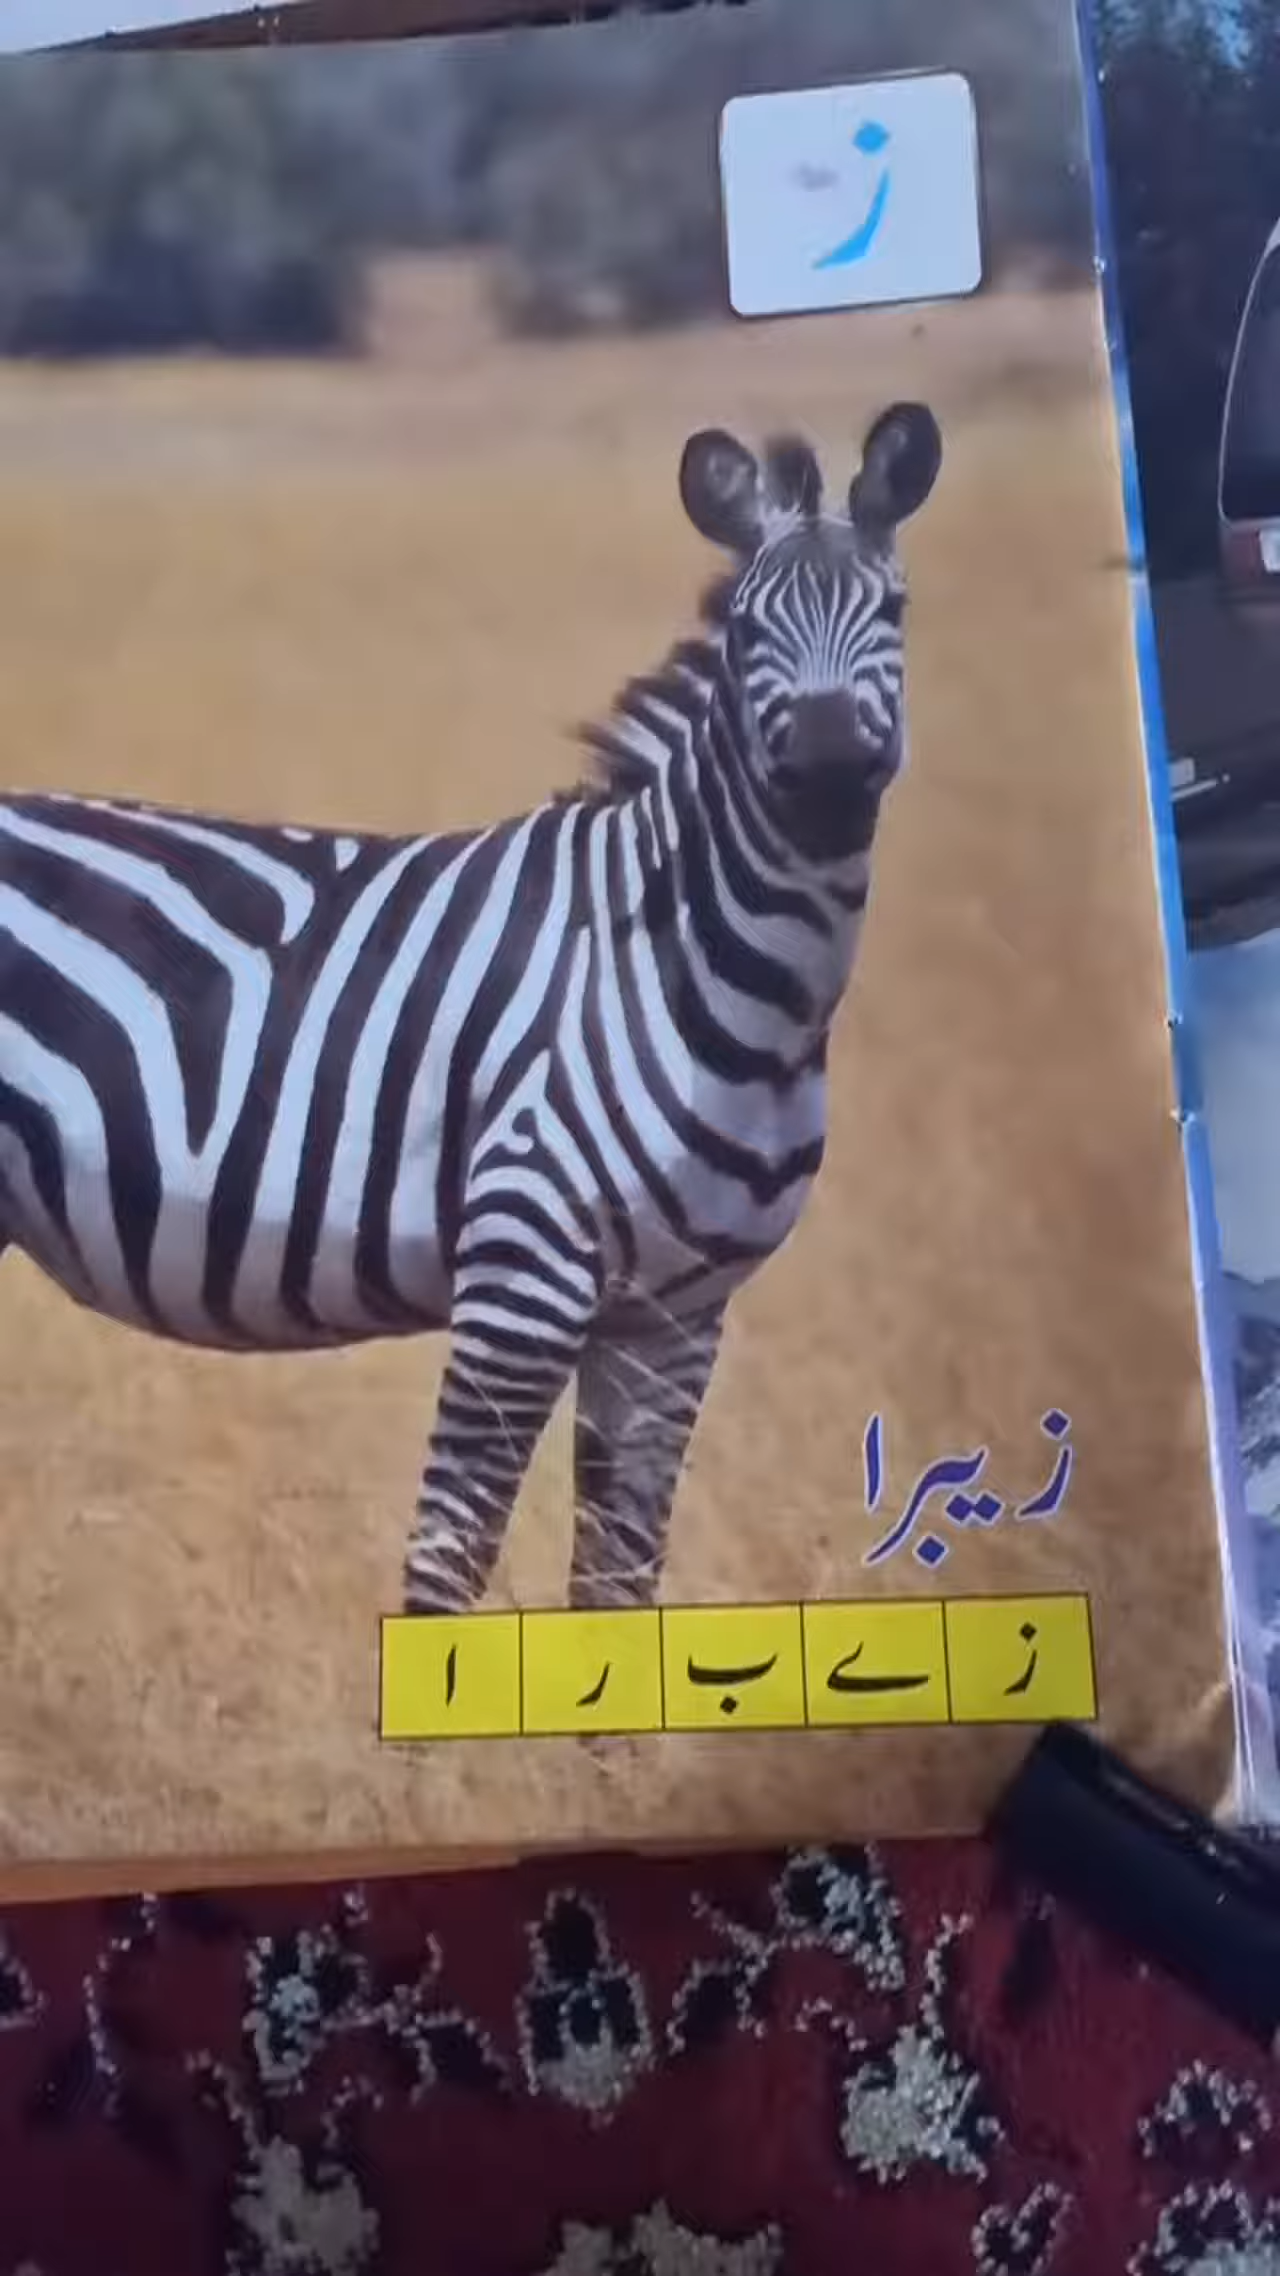 ز
زیبرا
ز ے ب ر ا